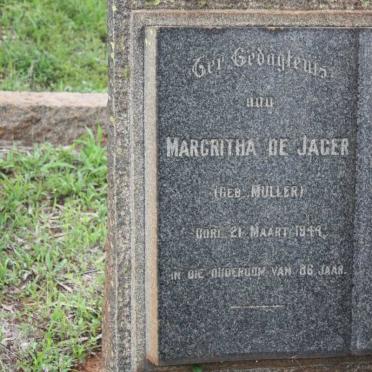 Ter Gedagtenis
aan
MARGRITHA DE JAGER
(GEB. MULLER)
OORL. 21 MAART 1944.
IN DIE OUDERDOM VAN 86 JAAR.